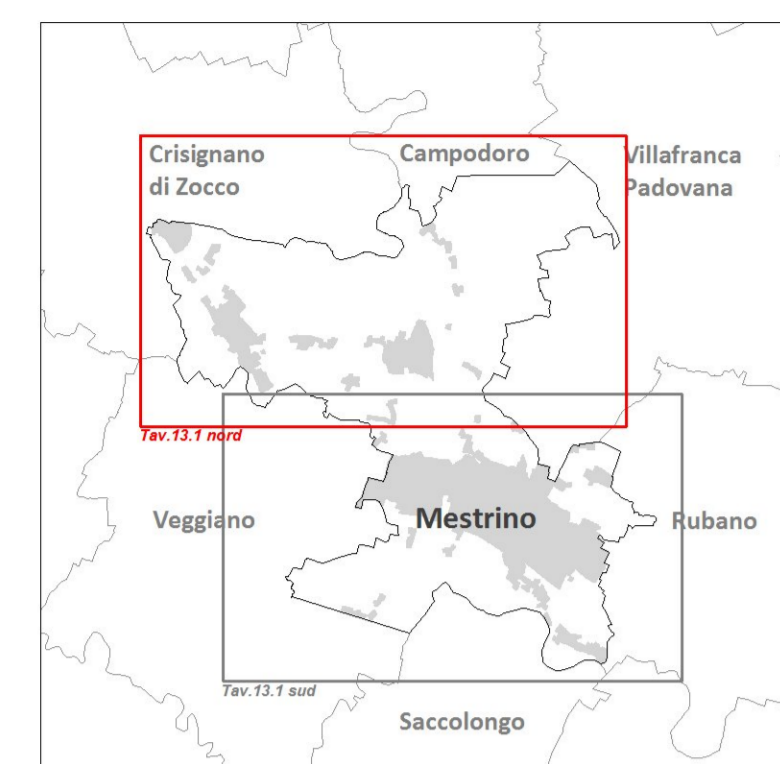 Crisignano
di Zocco
Campodoro
Villafranca
Padovana
Tav.13.1 nord
Veggiano
Mestrino
Rubano
Tav.13.1 sud
Saccolongo